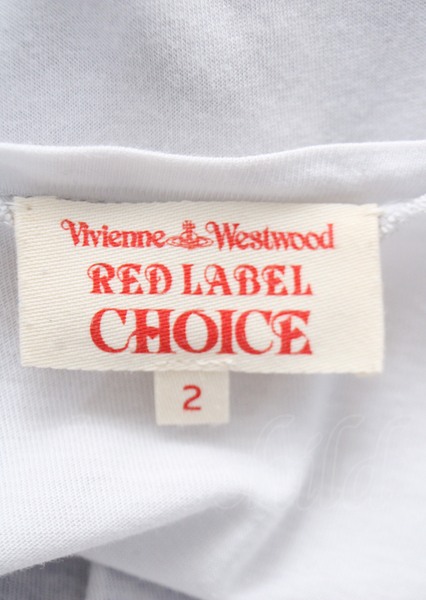 Vivienne Westwood
RED LABEL
CHOICE
2